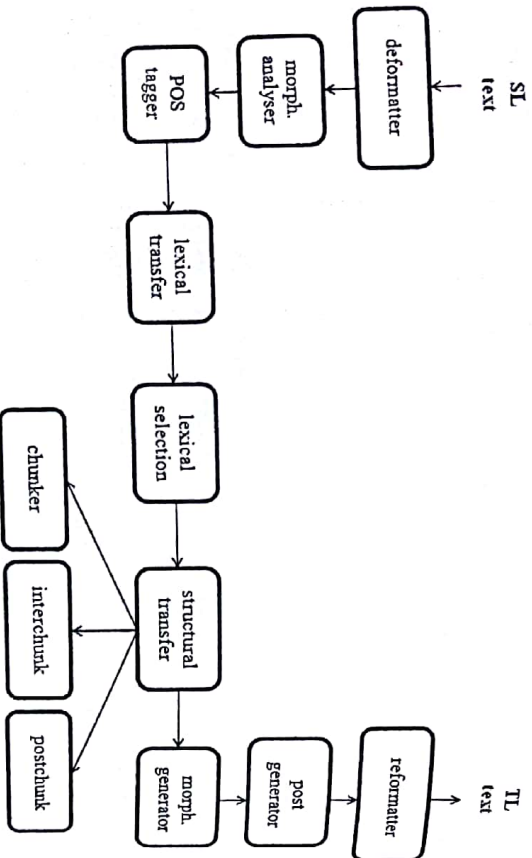 SL
text
deformatter
morph.
analyser
POS
tagger
lexical
transfer
lexical
selection
structural
transfer
chunker
interchunk
postchunk
morph.
generator
post
generator
reformatter
TL
text